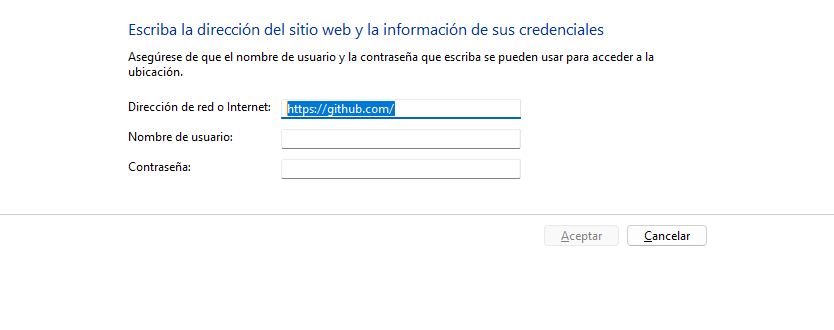 Escriba la dirección del sitio web y la información de sus credenciales
Asegúrese de que el nombre de usuario y la contraseña que escriba se pueden usar para acceder a la
ubicación.
Dirección de red o Internet: https://github.com/
Nombre de usuario:
Contraseña:
Aceptar Cancelar